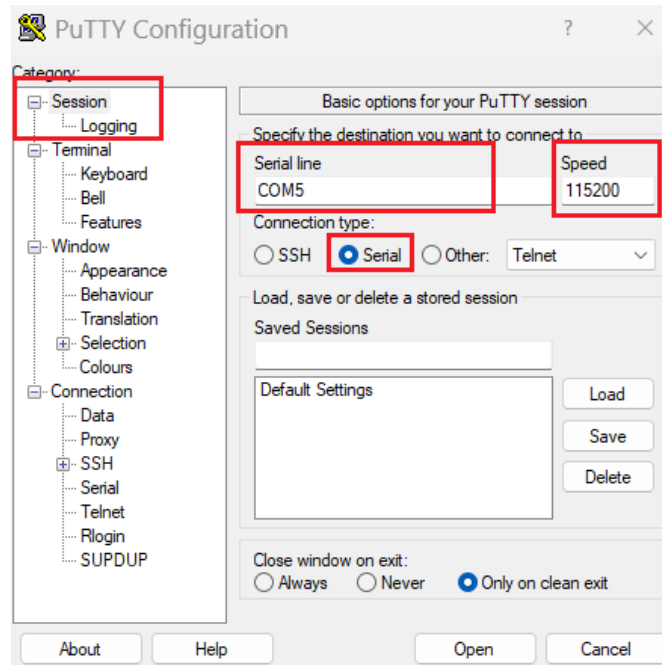 PuTTY Configuration ? ×
Category:
Session
Logging
Terminal
Keyboard
Bell
Features
Window
Appearance
Behaviour
Translation
Selection
Colours
Connection
Data
Proxy
SSH
Serial
Telnet
Rlogin
SUPDUP
Basic options for your PuTTY session
Specify the destination you want to connect to
Serial line Speed
COM5 115200
Connection type:
SSH Serial Other: Telnet
Load, save or delete a stored session
Saved Sessions
Default Settings
Load
Save
Delete
Close window on exit:
Always Never Only on clean exit
About Help Open Cancel